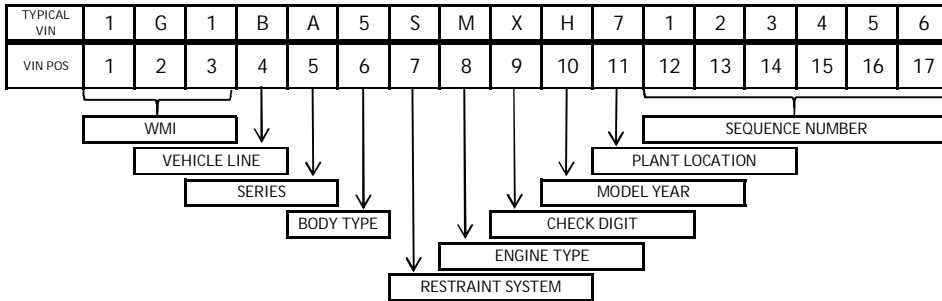 TYPICAL VIN 1 G 1 B A 5 S M X H 7 1 2 3 4 5 6
VIN POS 1 2 3 4 5 6 7 8 9 10 11 12 13 14 15 16 17
WMI SEQUENCE NUMBER
VEHICLE LINE PLANT LOCATION
SERIES MODEL YEAR
BODY TYPE CHECK DIGIT
ENGINE TYPE
RESTRAINT SYSTEM